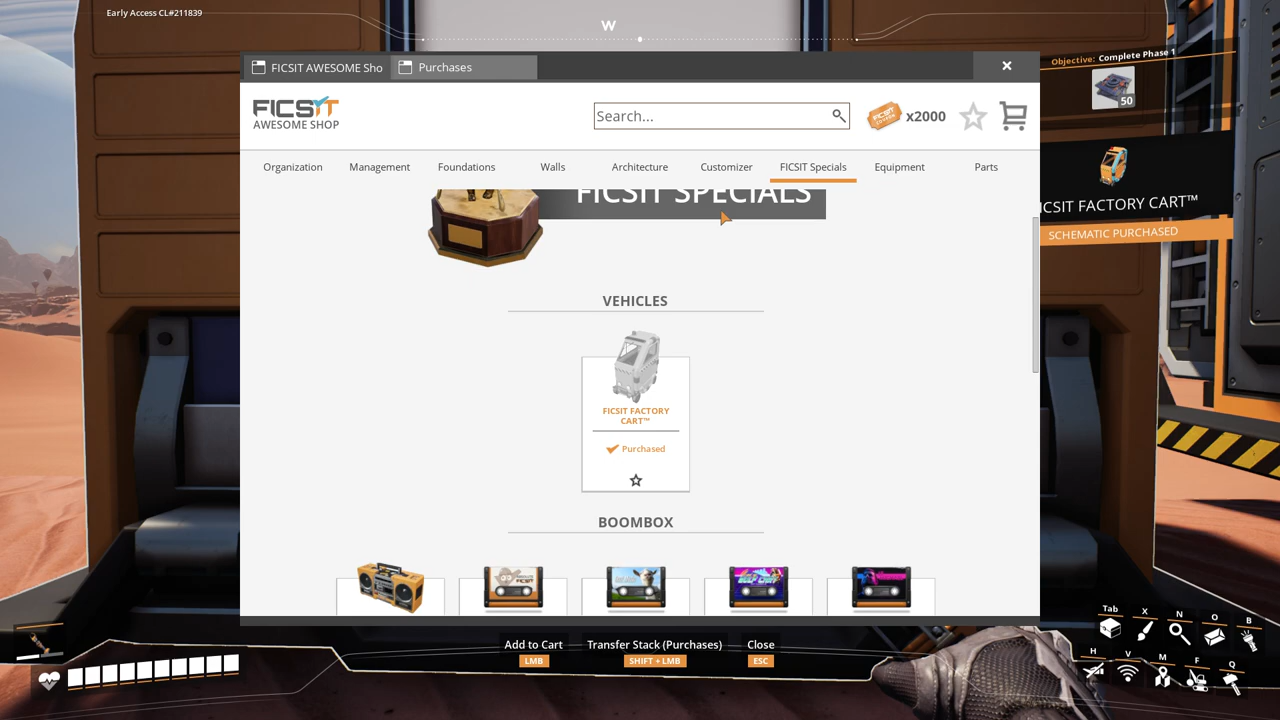 Early Access CL#211839
W
FICSIT AWESOME Sho
Purchases
Objective: Complete Phase 1
50
FICSIT
AWESOME SHOP
Search...
x2000
Organization
Management
Foundations
Walls
Architecture
Customizer
FICSIT Specials
Equipment
Parts
FICSIT SPECIALS
ICSIT FACTORY CART™
SCHEMATIC PURCHASED
VEHICLES
FICSIT FACTORY
CART™
Purchased
BOOMBOX
Add to Cart
LMB
Transfer Stack (Purchases)
SHIFT + LMB
Close
ESC
Tab
X
N
O
B
H
V
M
F
Q